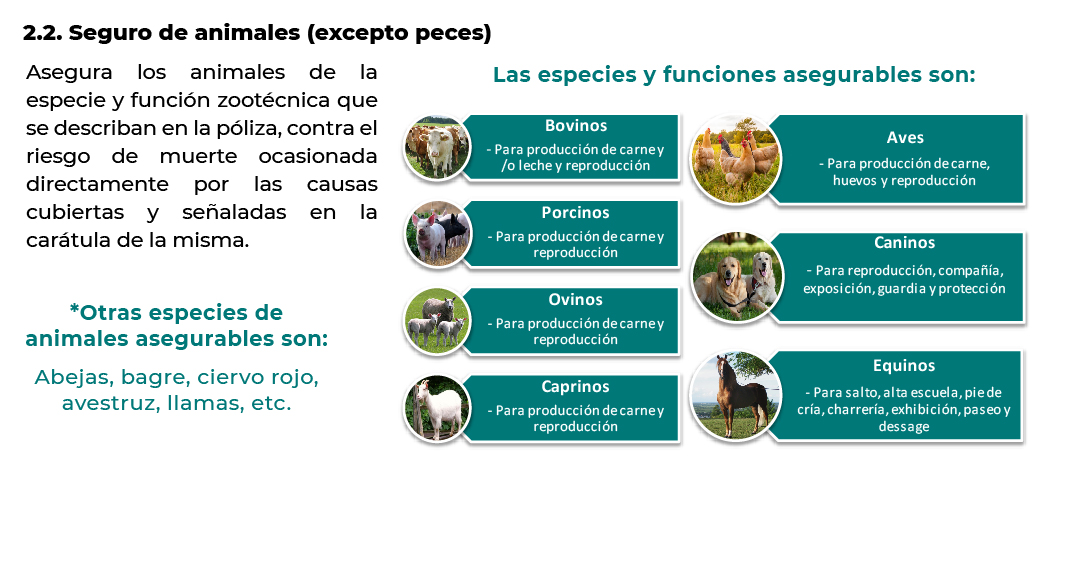 2.2. Seguro de animales (excepto peces)
Asegura los animales de la
especie y función zootécnica que
se describan en la póliza, contra el
riesgo de muerte ocasionada
directamente por las causas
cubiertas y señaladas en la
carátula de la misma.
*Otras especies de
animales asegurables son:
Abejas, bagre, ciervo rojo,
avestruz, llamas, etc.
Las especies y funciones asegurables son:
Bovinos
- Para producción de carne y
/o leche y reproducción
Porcinos
- Para producción de carne y
reproducción
Ovinos
- Para producción de carne y
reproducción
Caprinos
- Para producción de carne y
reproducción
Aves
- Para producción de carne,
huevos y reproducción
Caninos
- Para reproducción, compañía,
exposición, guardia y protección
Equinos
- Para salto, alta escuela, pie de
cría, charrería, exhibición, paseo y
dessage